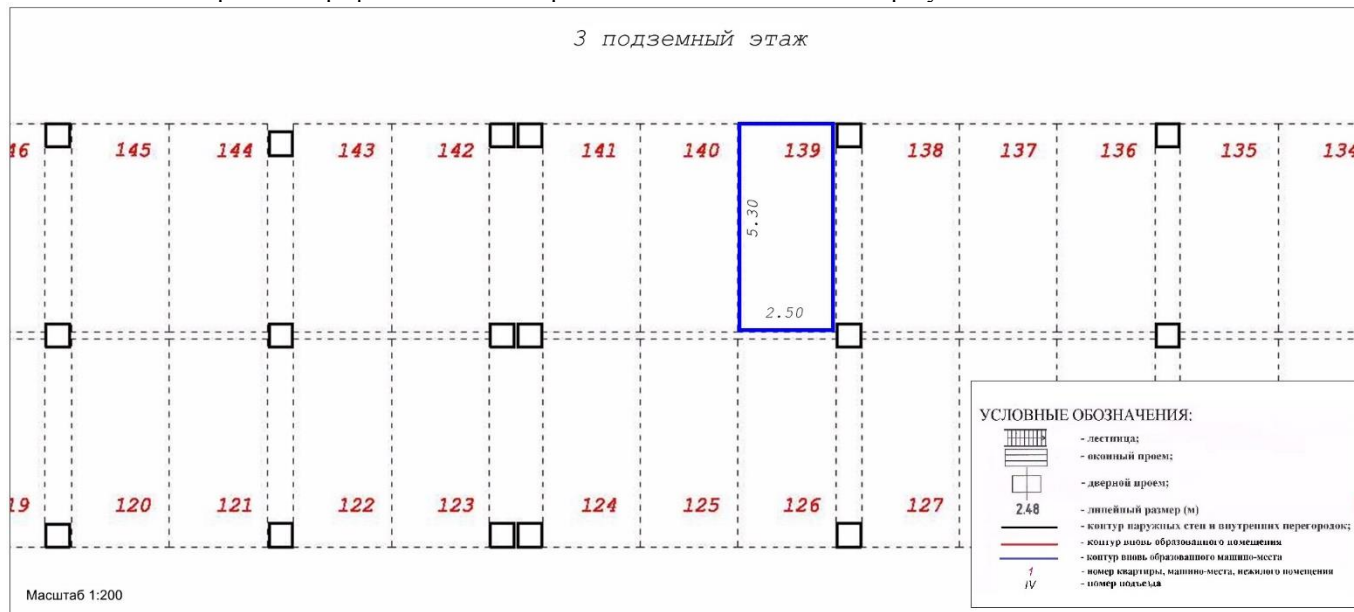 3 подземный этаж
46 145 144 143 142 141 140 139 138 137 136 135 134
5.30
2.50
19 120 121 122 123 124 125 126 127
УСЛОВНЫЕ ОБОЗНАЧЕНИЯ:
- лестница;
- оконный проем;
- дверной проем;
2.48 - линейный размер (м)
- контур наружных стен и внутренних перегородок;
- контур вновь образованного помещения
- контур вновь образованного машино-места
1 - номер квартиры, машино-места, нежилого помещения
IV - номер подъезда
Масштаб 1:200